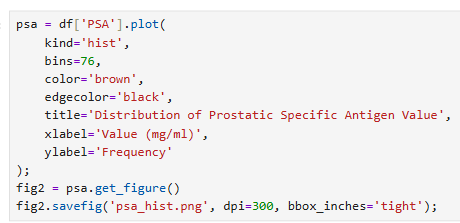 psa = df['PSA'].plot(
    kind='hist',
    bins=76,
    color='brown',
    edgecolor='black',
    title='Distribution of Prostatic Specific Antigen Value',
    xlabel='Value (mg/ml)',
    ylabel='Frequency'
);
fig2 = psa.get_figure()
fig2.savefig('psa_hist.png', dpi=300, bbox_inches='tight');